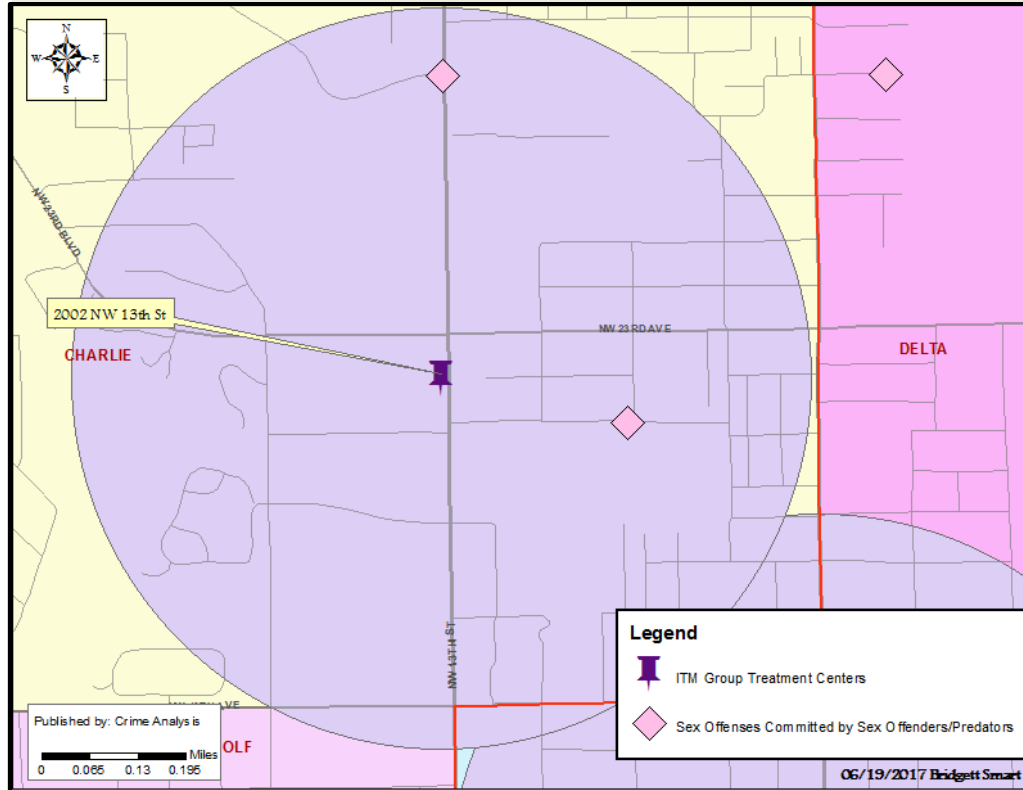 N
W E
S
NW 23RD BLVD
2002 NW 13th St
CHARLIE
NW 23RD AVE
DELTA
NW 13TH ST
AVE
OLF
Legend
ITM Group Treatment Centers
Sex Offenses Committed by Sex Offenders/Predators
Published by: Crime Analysis
Miles
0 0.065 0.13 0.195
06/19/2017 Bridgett Smart